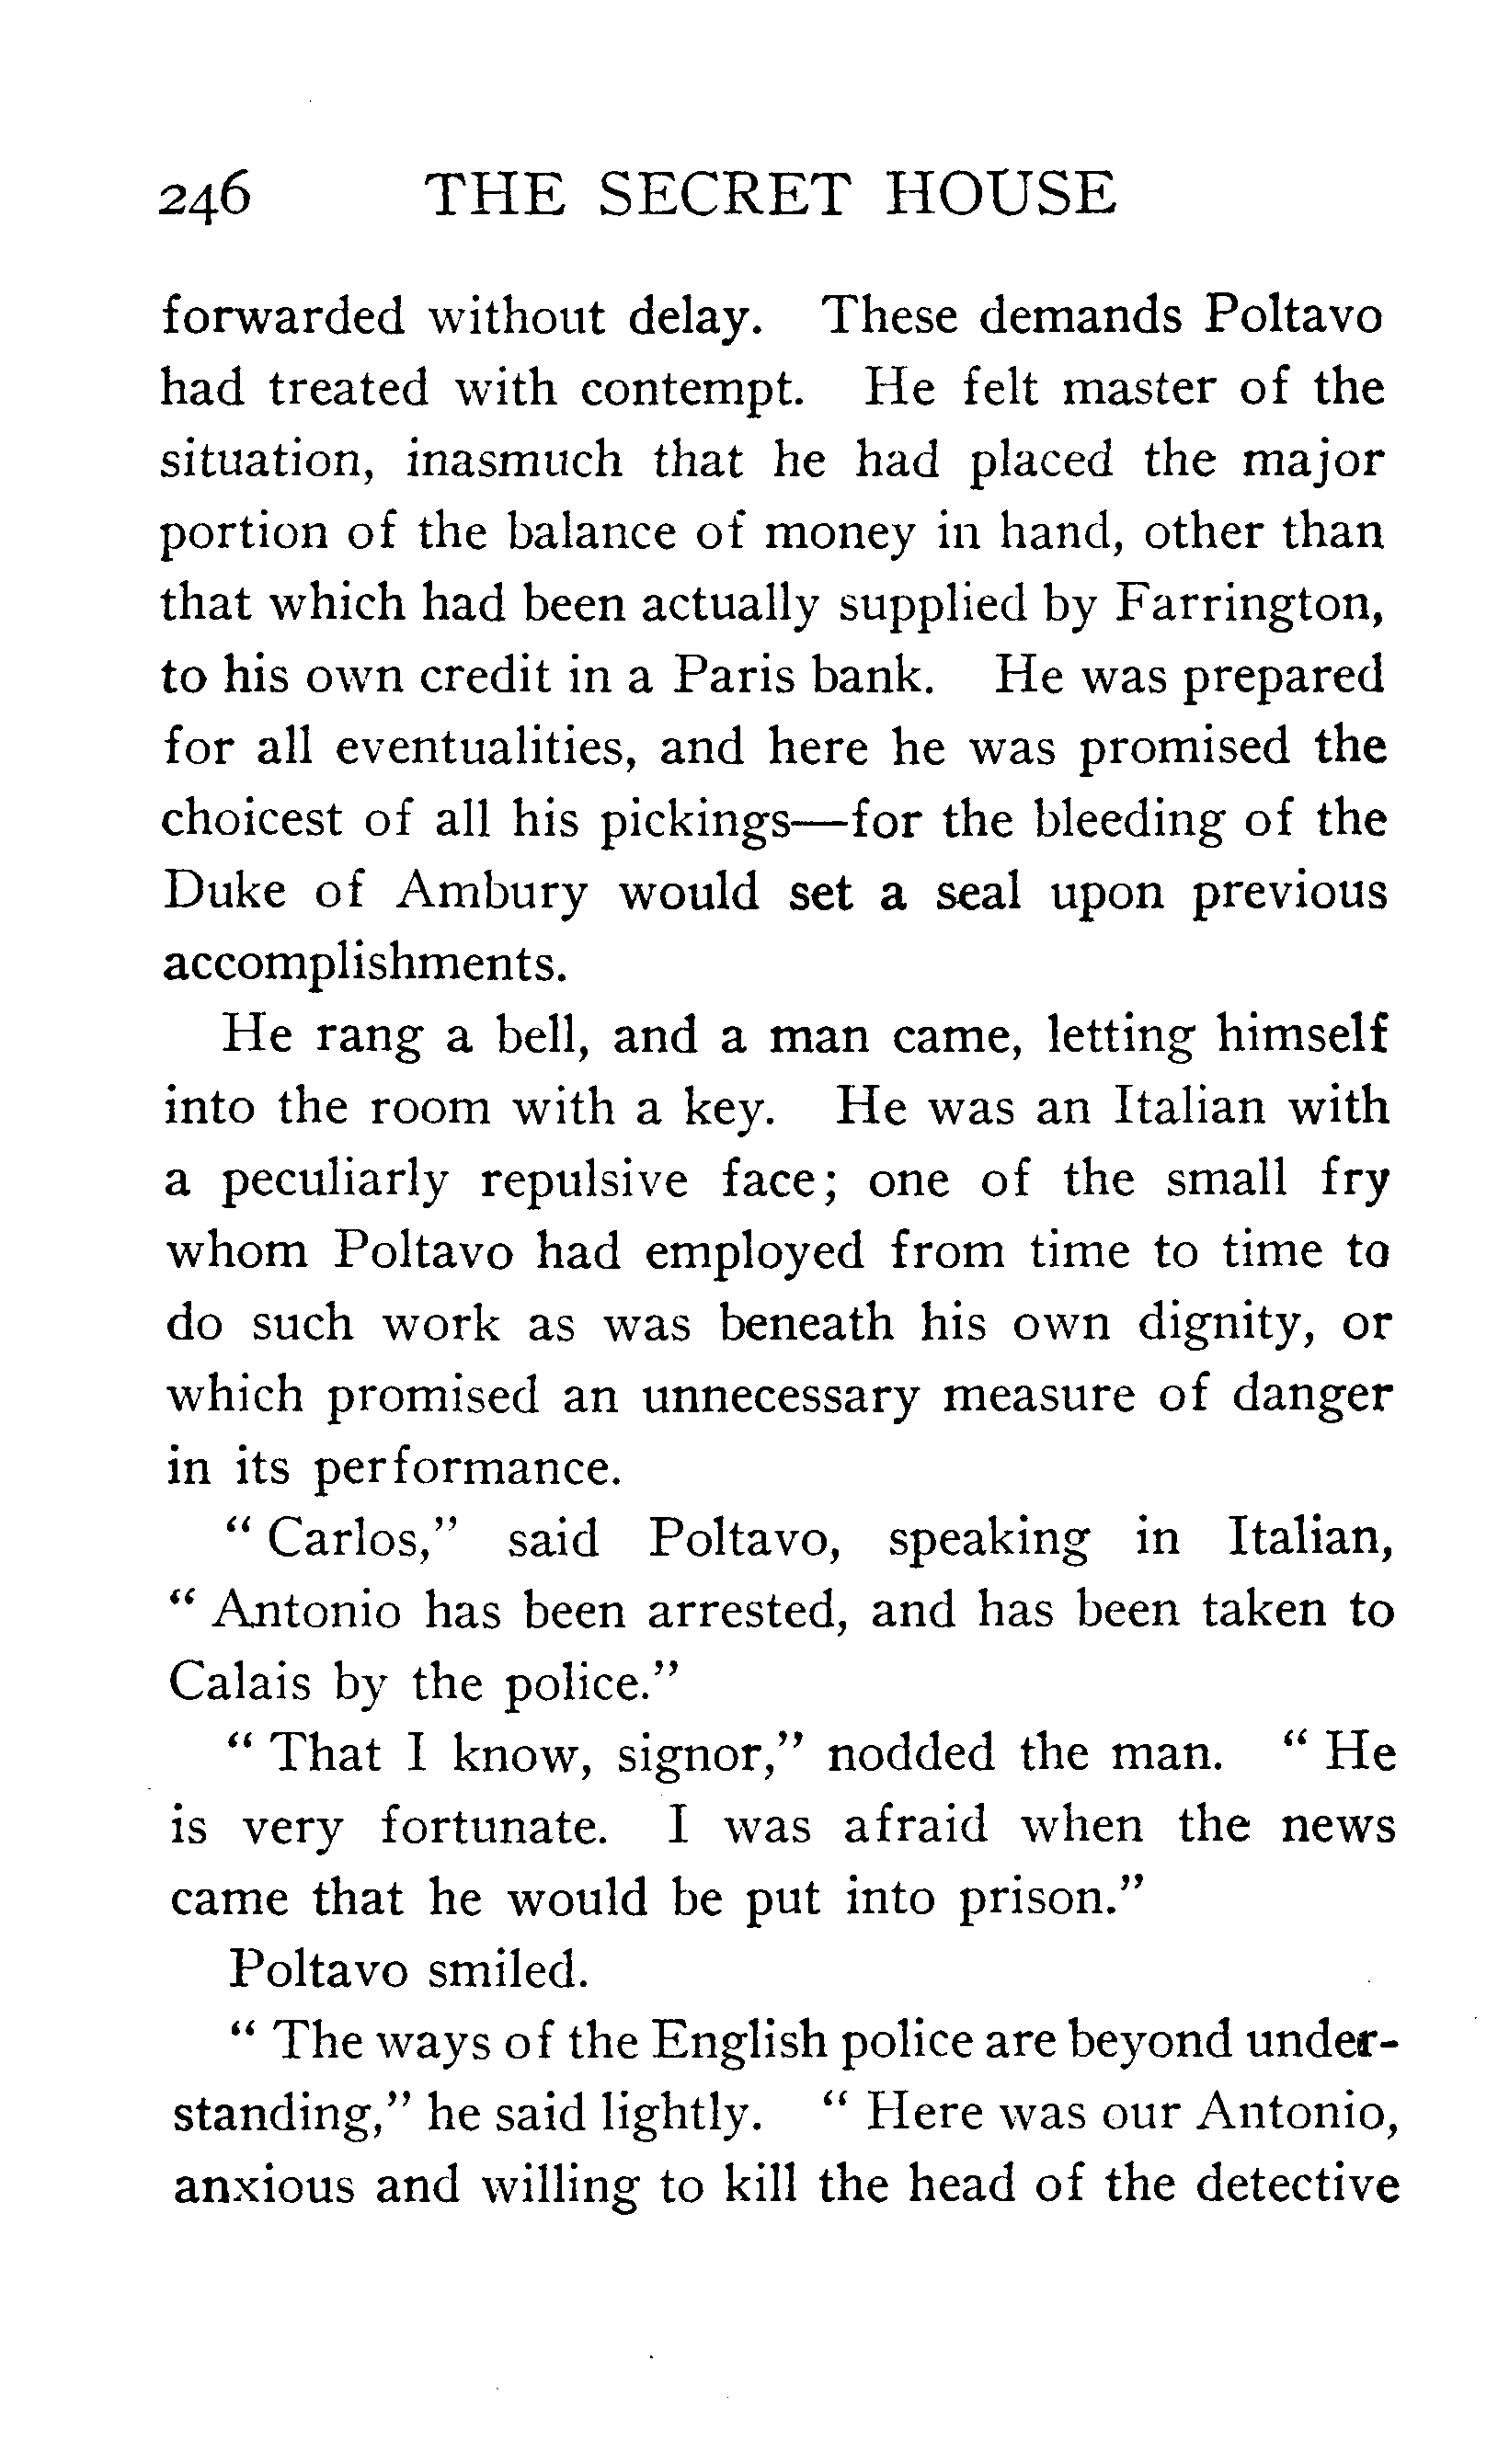 246 THE SECRET HOUSE
forwarded without delay. These demands Poltavo
had treated with contempt. He felt master of the
situation, inasmuch that he had placed the major
portion of the balance of money in hand, other than
that which had been actually supplied by Farrington,
to his own credit in a Paris bank. He was prepared
for all eventualities, and here he was promised the
choicest of all his pickings—for the bleeding of the
Duke of Ambury would set a seal upon previous
accomplishments.
He rang a bell, and a man came, letting himself
into the room with a key. He was an Italian with
a peculiarly repulsive face; one of the small fry
whom Poltavo had employed from time to time to
do such work as was beneath his own dignity, or
which promised an unnecessary measure of danger
in its performance.
“ Carlos,” said Poltavo, speaking in Italian,
“ Antonio has been arrested, and has been taken to
Calais by the police.”
“ That I know, signor,” nodded the man. “ He
is very fortunate. I was afraid when the news
came that he would be put into prison.”
Poltavo smiled.
“ The ways of the English police are beyond under-
standing,” he said lightly. “ Here was our Antonio,
anxious and willing to kill the head of the detective